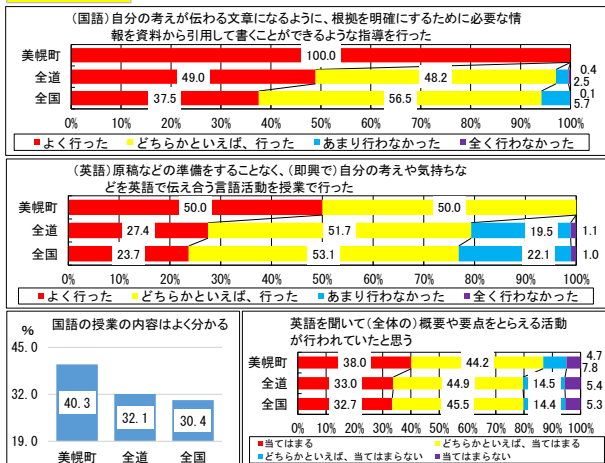 (国語)自分の考えが伝わる文章になるように、根拠を明確にするために必要な情
報を資料から引用して書くことができるような指導を行った
美幌町
100.0
全道
49.0
48.2
0.4
2.5
全国
37.5
56.5
0.1
5.7
0% 10% 20% 30% 40% 50% 60% 70% 80% 90% 100%
■よく行った ■どちらかといえば、行った ■あまり行わなかった ■全く行わなかった
(英語)原稿などの準備をすることなく、(即興で)自分の考えや気持ちな
どを英語で伝え合う言語活動を授業で行った
美幌町
50.0
50.0
全道
27.4
51.7
19.5
1.1
全国
23.7
53.1
22.1
1.0
0% 10% 20% 30% 40% 50% 60% 70% 80% 90% 100%
■よく行った ■どちらかといえば、行った ■あまり行わなかった ■全く行わなかった
国語の授業の内容はよく分かる
%
45.0
32.0
19.0
40.3
32.1
30.4
美幌町 全道 全国
英語を聞いて(全体の)概要や要点をとらえる活動
が行われていたと思う
美幌町
38.0
44.2
4.7
7.8
全道
33.0
44.9
14.5
5.4
全国
32.7
45.5
14.4
5.3
0% 10% 20% 30% 40% 50% 60% 70% 80% 90% 100%
■当てはまる ■どちらかといえば、当てはまる
■どちらかといえば、当てはまらない ■当てはまらない